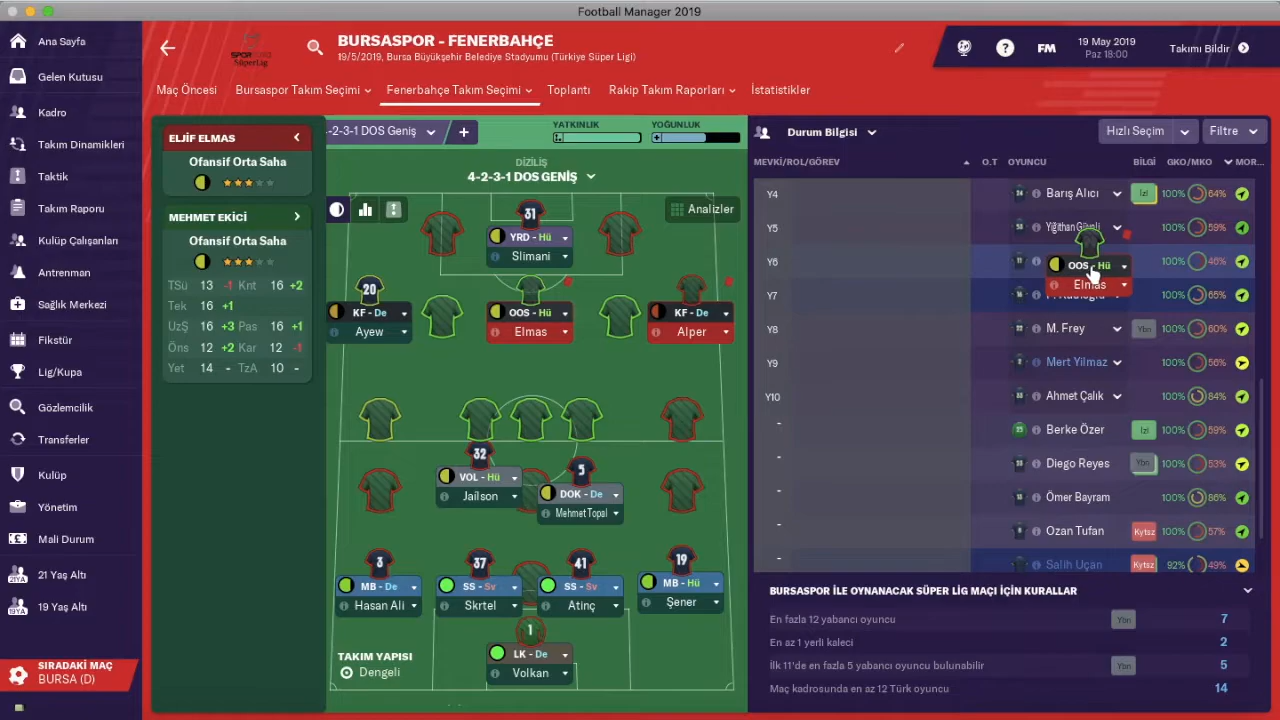 Football Manager 2019
Ana Sayfa
Gelen Kutusu
Kadro
Takım Dinamikleri
Taktik
Takım Raporu
Kulüp Çalışanları
Antrenman
Sağlık Merkezi
Fikstür
Lig/Kupa
Gözlemcilik
Transferler
Kulüp
Yönetim
Mali Durum
21YA
21 Yaş Altı
19YA
19 Yaş Altı
SIRADAKİ MAÇ
BURSA (D)
SPOR TOTO
SüperLig
BURSASPOR - FENERBAHÇE
19/5/2019, Bursa Büyükşehir Belediye Stadyumu (Türkiye Süper Ligi)
? FM
19 May 2019
Paz 18:00
Takımı Bildir
Maç Öncesi
Bursaspor Takım Seçimi
Fenerbahçe Takım Seçimi
Toplantı
Rakip Takım Raporları
İstatistikler
ELİF ELMAS
Ofansif Orta Saha
MEHMET EKİCİ
Ofansif Orta Saha
TSü 13 -1 Knt 16 +2
Tek 16 +1
UzŞ 16 +3 Pas 16 +1
Öns 12 +2 Kar 12 -1
Yet 14 - TzA 10 -
4-2-3-1 DOS Geniş
+
YATKINLIK
YOĞUNLUK
DİZİLİŞ
4-2-3-1 DOS GENİŞ
Analizler
31
YRD - Hü
Slimani
20
KF - De
Ayew
OOS - Hü
Elmas
KF - De
Alper
32
VOL - Hü
Jaílson
5
DOK - De
Mehmet Topal
3
MB - De
Hasan Ali
37
SS - Sv
Skrtel
41
SS - Sv
Atinç
19
MB - Hü
Şener
1
LK - De
Volkan
TAKIM YAPISI
Dengeli
Durum Bilgisi
Hızlı Seçim
Filtre
MEVKİ/ROL/GÖREV O.T OYUNCU BİLGİ GKO/MKO MOR...
Y4 Barış Alıcı İzl 100% 64%
Y5 100% 59%
Y6 100% 46%
OOS - Hü
Elmas
Y7 100% 65%
Y8 M. Frey Ybn 100% 60%
Y9 Mert Yılmaz 100% 56%
Y10 Ahmet Çalık 100% 84%
- Berke Özer İzl 100% 59%
- Diego Reyes Ybn 100% 53%
- Ömer Bayram 100% 86%
- Ozan Tufan Kytsz 100% 57%
- Salih Uçan Kytsz 92% 49%
BURSASPOR İLE OYNANACAK SÜPER LİG MAÇI İÇİN KURALLAR
En fazla 12 yabancı oyuncu Ybn 7
En az 1 yerli kaleci 2
İlk 11'de en fazla 5 yabancı oyuncu bulunabilir Ybn 5
Maç kadrosunda en az 12 Türk oyuncu 14